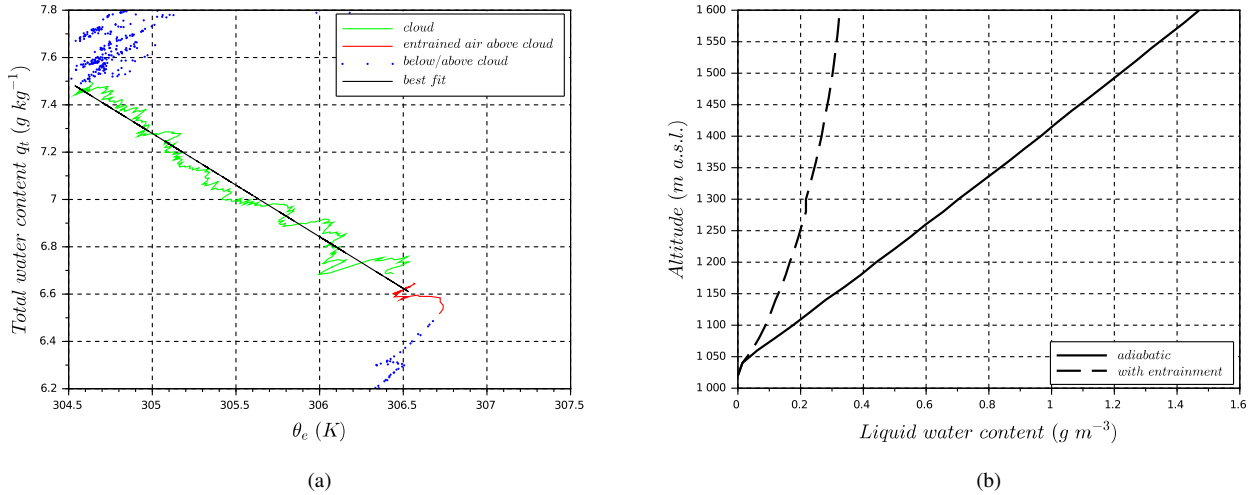 7.8
7.6
7.4
7.2
7
6.8
6.6
6.4
6.2
Total water content q_t (g kg⁻¹)
cloud
entrained air above cloud
below/above cloud
best fit
304.5 305 305.5 306 306.5 307 307.5
θ_e (K)
(a)
1 600
1 550
1 500
1 450
1 400
1 350
1 300
1 250
1 200
1 150
1 100
1 050
1 000
Altitude (m a.s.l.)
adiabatic
with entrainment
0 0.2 0.4 0.6 0.8 1 1.2 1.4 1.6
Liquid water content (g m⁻³)
(b)